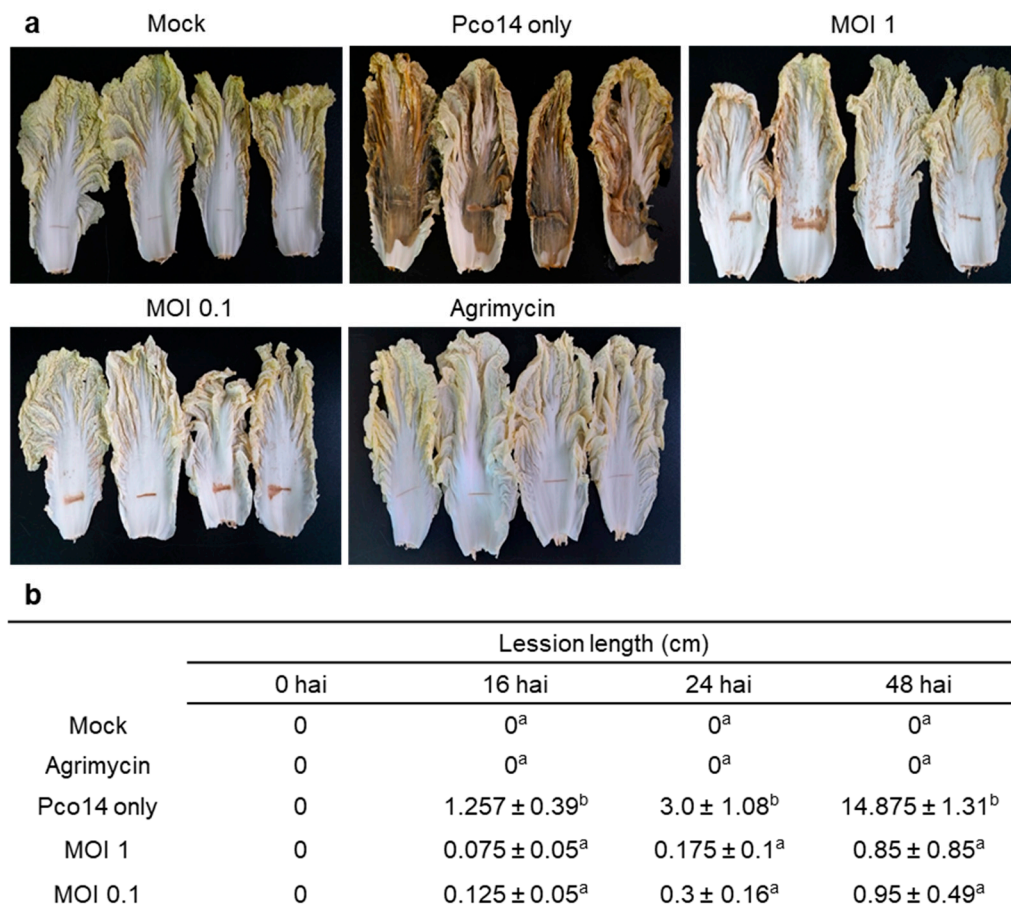 a
Mock Pco14 only MOI 1
MOI 0.1 Agrimycin
b
Lession length (cm)
0 hai 16 hai 24 hai 48 hai
Mock 0 0ᵃ 0ᵃ 0ᵃ
Agrimycin 0 0ᵃ 0ᵃ 0ᵃ
Pco14 only 0 1.257 ± 0.39ᵇ 3.0 ± 1.08ᵇ 14.875 ± 1.31ᵇ
MOI 1 0 0.075 ± 0.05ᵃ 0.175 ± 0.1ᵃ 0.85 ± 0.85ᵃ
MOI 0.1 0 0.125 ± 0.05ᵃ 0.3 ± 0.16ᵃ 0.95 ± 0.49ᵃ